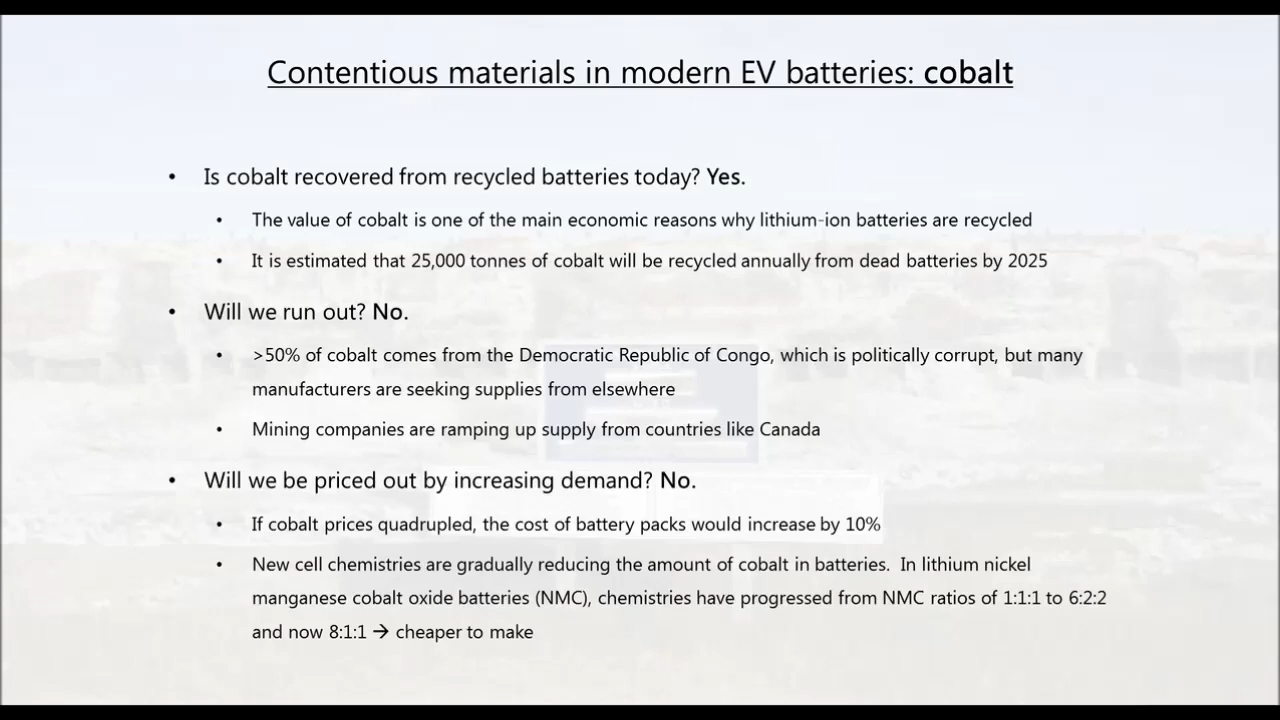 Contentious materials in modern EV batteries: cobalt
• Is cobalt recovered from recycled batteries today? Yes.
• The value of cobalt is one of the main economic reasons why lithium-ion batteries are recycled
• It is estimated that 25,000 tonnes of cobalt will be recycled annually from dead batteries by 2025
• Will we run out? No.
• >50% of cobalt comes from the Democratic Republic of Congo, which is politically corrupt, but many
manufacturers are seeking supplies from elsewhere
• Mining companies are ramping up supply from countries like Canada
• Will we be priced out by increasing demand? No.
• If cobalt prices quadrupled, the cost of battery packs would increase by 10%
• New cell chemistries are gradually reducing the amount of cobalt in batteries.  In lithium nickel
manganese cobalt oxide batteries (NMC), chemistries have progressed from NMC ratios of 1:1:1 to 6:2:2
and now 8:1:1 → cheaper to make